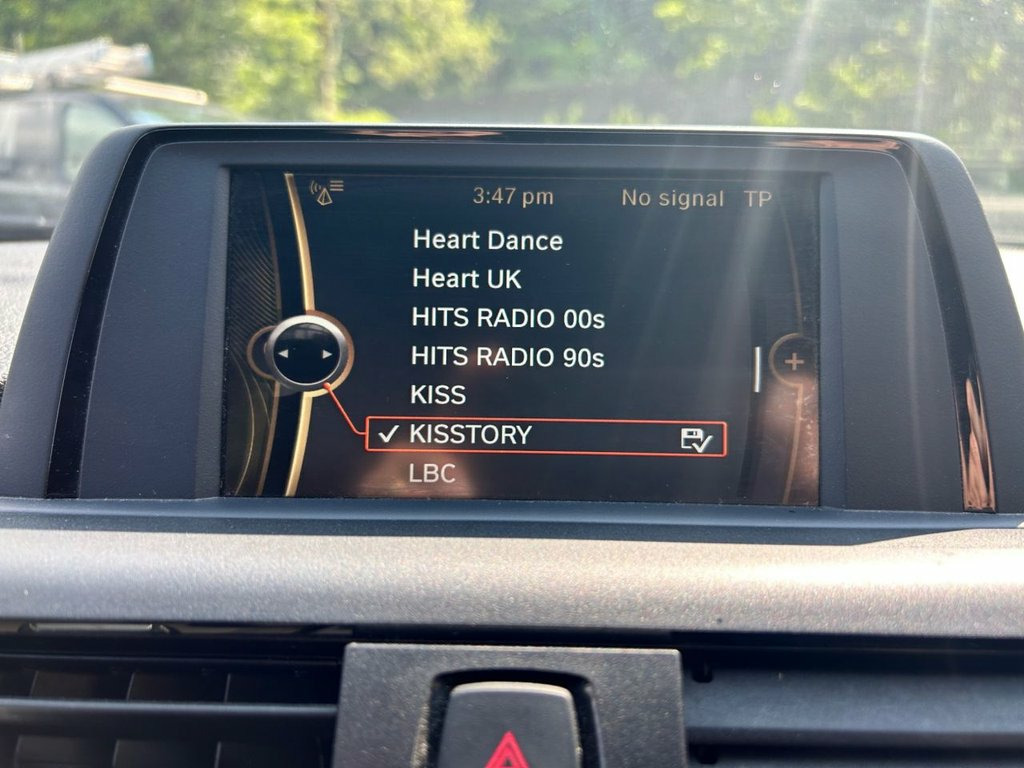 3:47 pm No signal TP
Heart Dance
Heart UK
HITS RADIO 00s
HITS RADIO 90s
KISS
KISSTORY
LBC